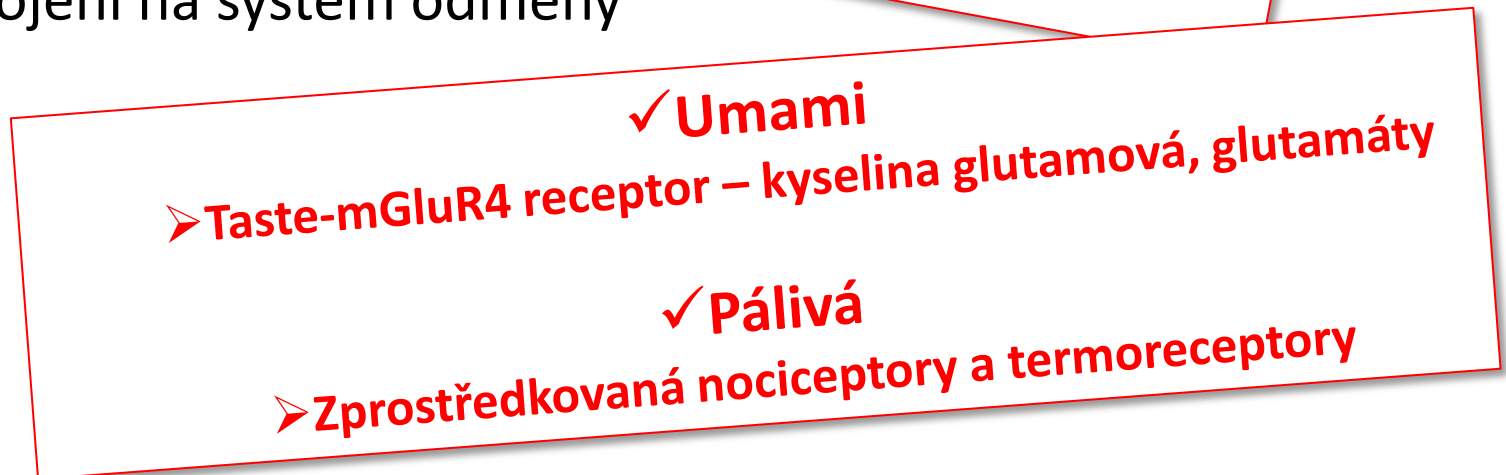 ojení na systém odměny
✓Umami
➢Taste-mGluR4 receptor – kyselina glutamová, glutamáty
✓Pálivá
➢Zprostředkovaná nociceptory a termoreceptory